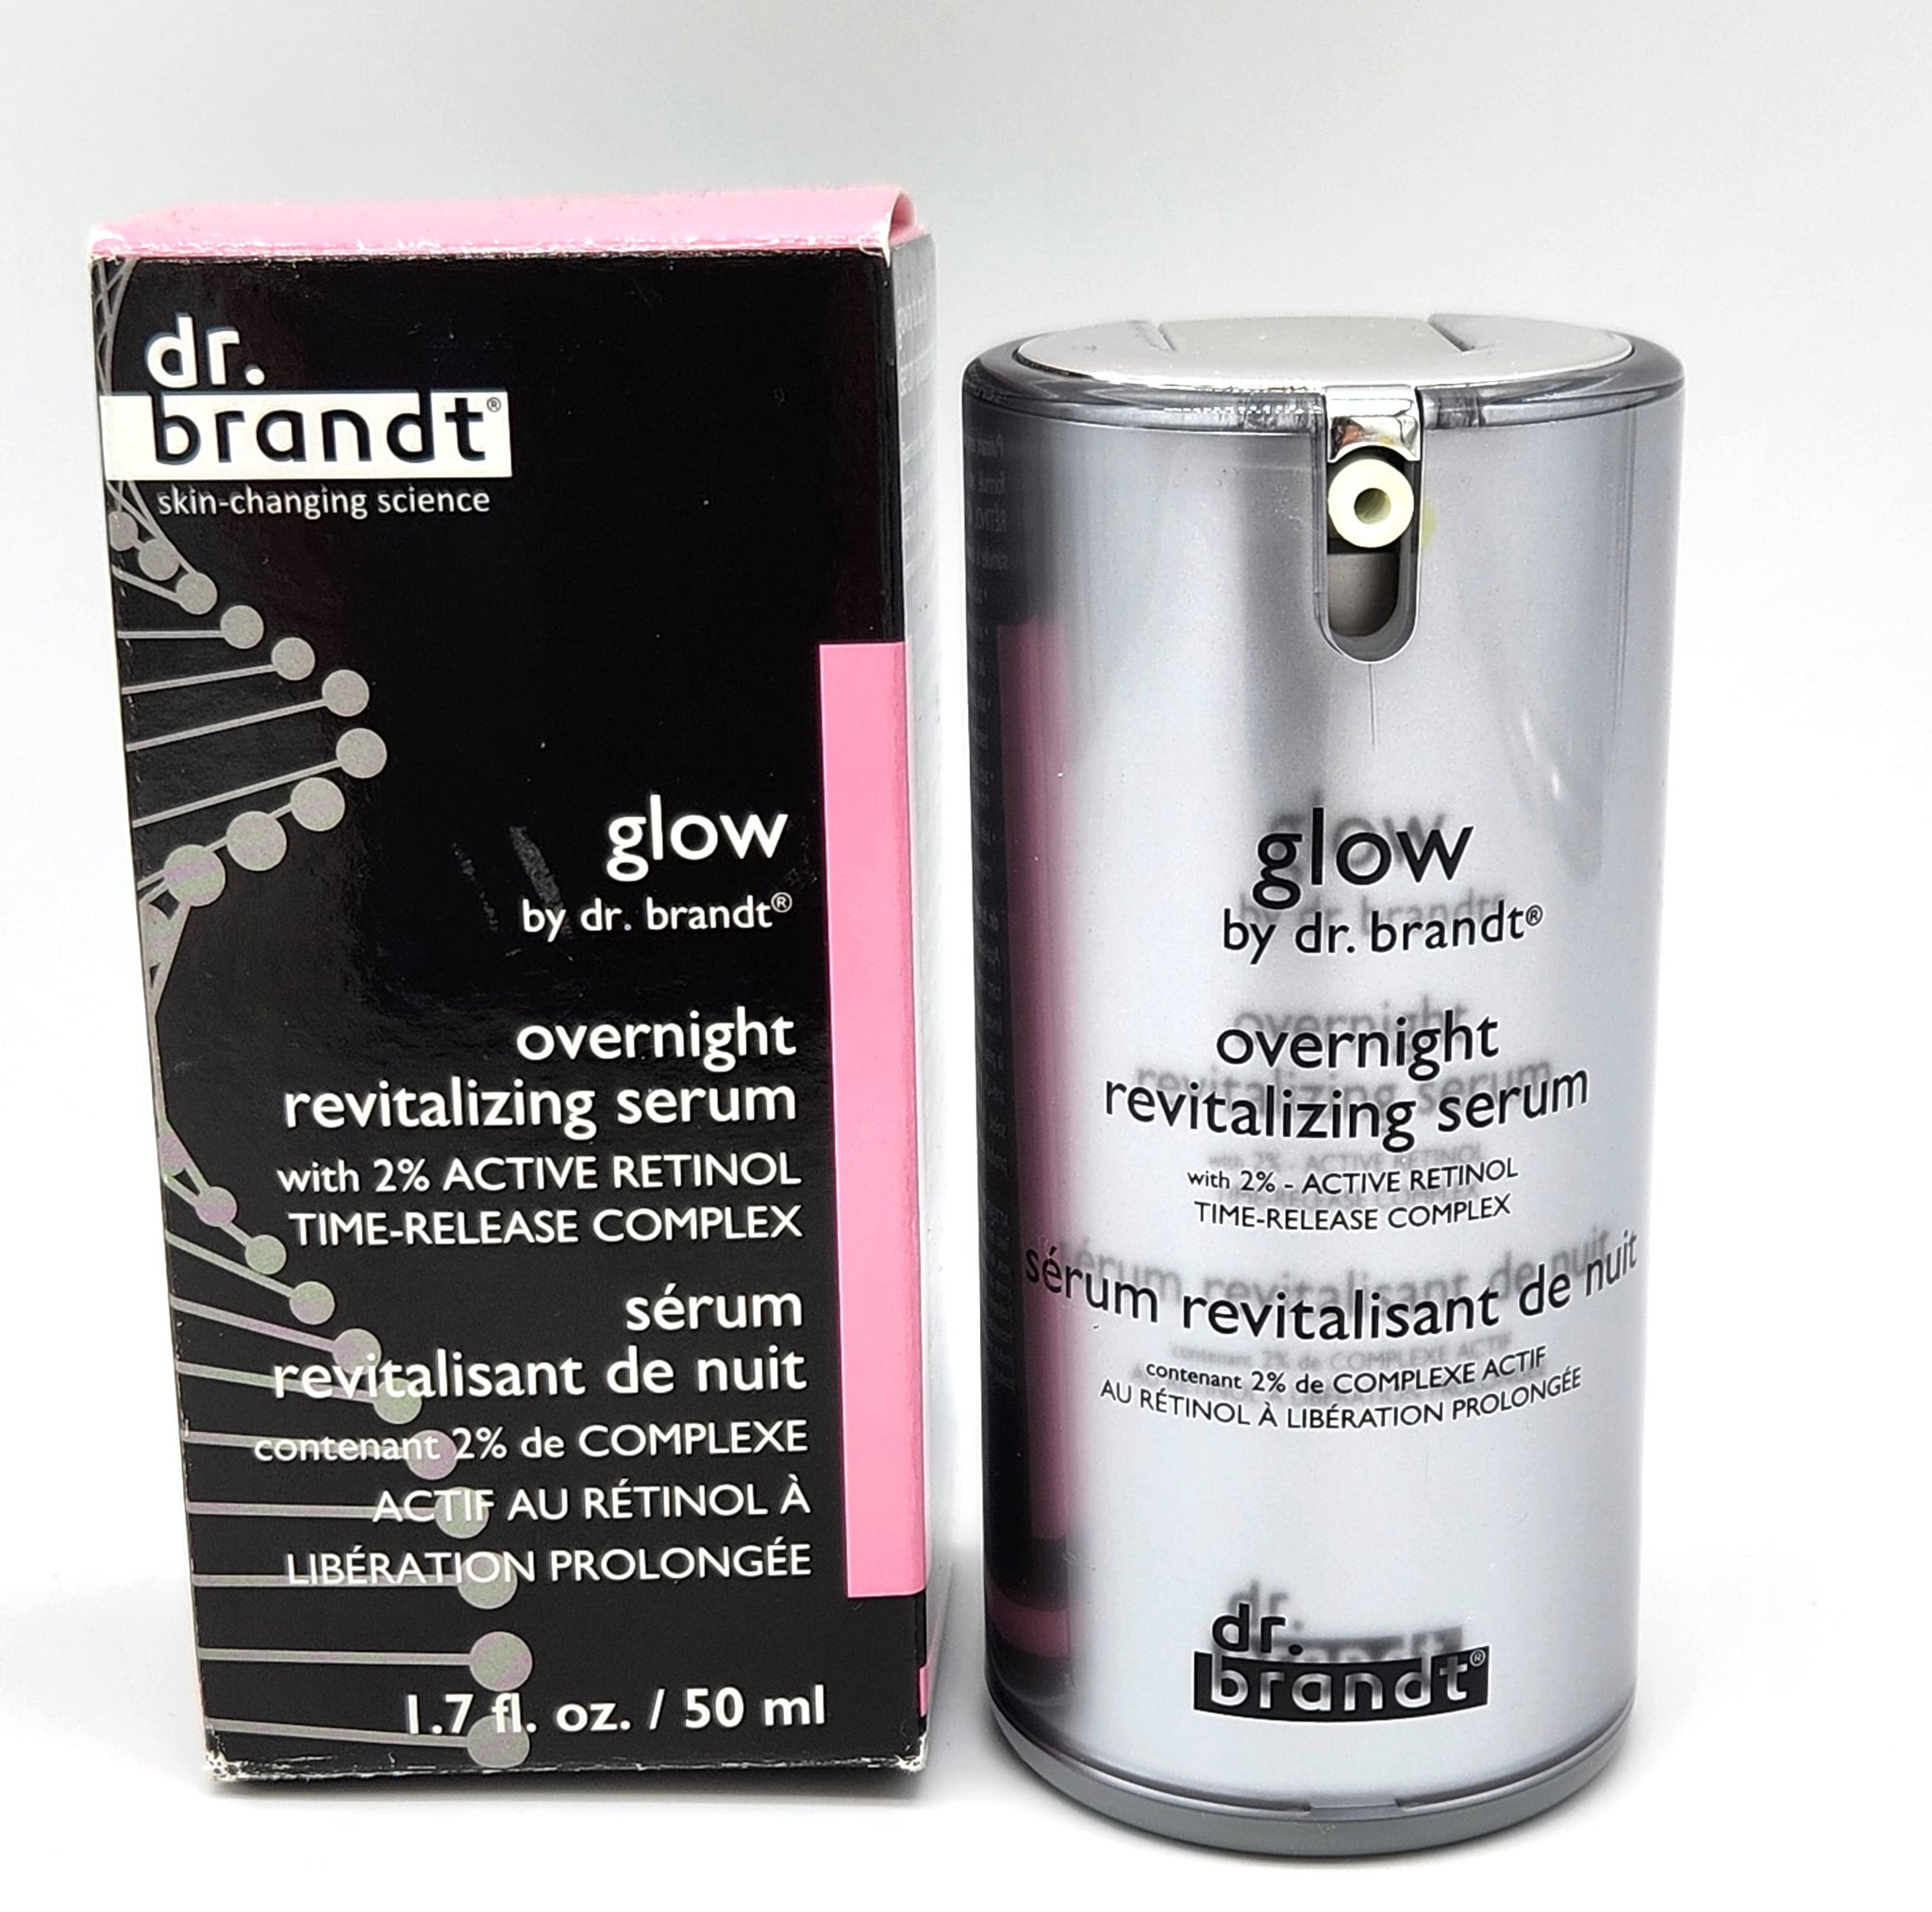 dr.
brandt®
skin-changing science
glow
by dr. brandt®
overnight
revitalizing serum
with 2% ACTIVE RETINOL
TIME-RELEASE COMPLEX
sérum
revitalisant de nuit
contenant 2% de COMPLEXE
ACTIF AU RÉTINOL À
LIBÉRATION PROLONGÉE
1.7 fl. oz. / 50 ml
glow
by dr. brandt®
overnight
revitalizing serum
with 2% - ACTIVE RETINOL
TIME-RELEASE COMPLEX
sérum revitalisant de nuit
contenant 2% de COMPLEXE ACTIF
AU RÉTINOL À LIBÉRATION PROLONGÉE
dr.
brandt®